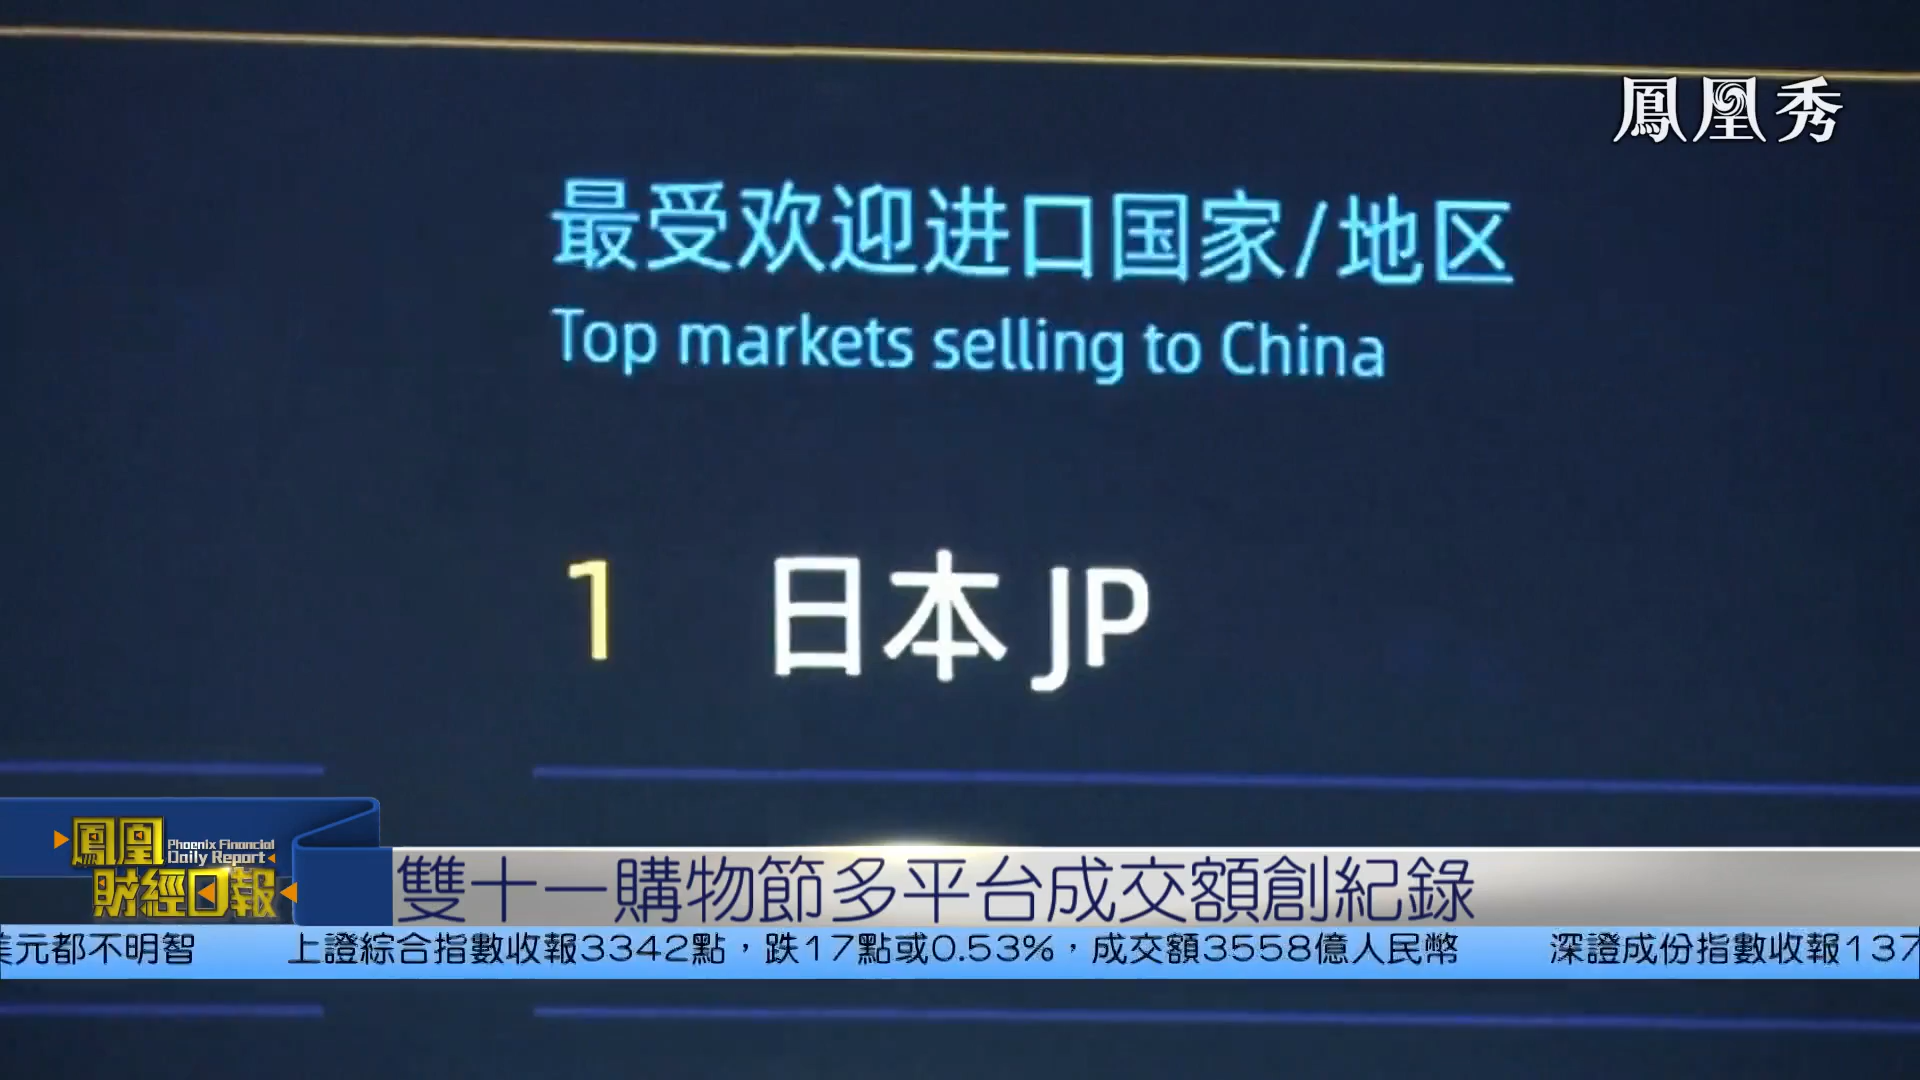 鳳凰秀
最受欢迎进口国家/地区
Top markets selling to China
1 日本 JP
鳳凰 Phoenix Financial
Daily Report
財經日報
雙十一購物節多平台成交額創紀錄
美元都不明智 上證綜合指數收報3342點，跌17點或0.53%，成交額3558億人民幣 深證成份指數收報137